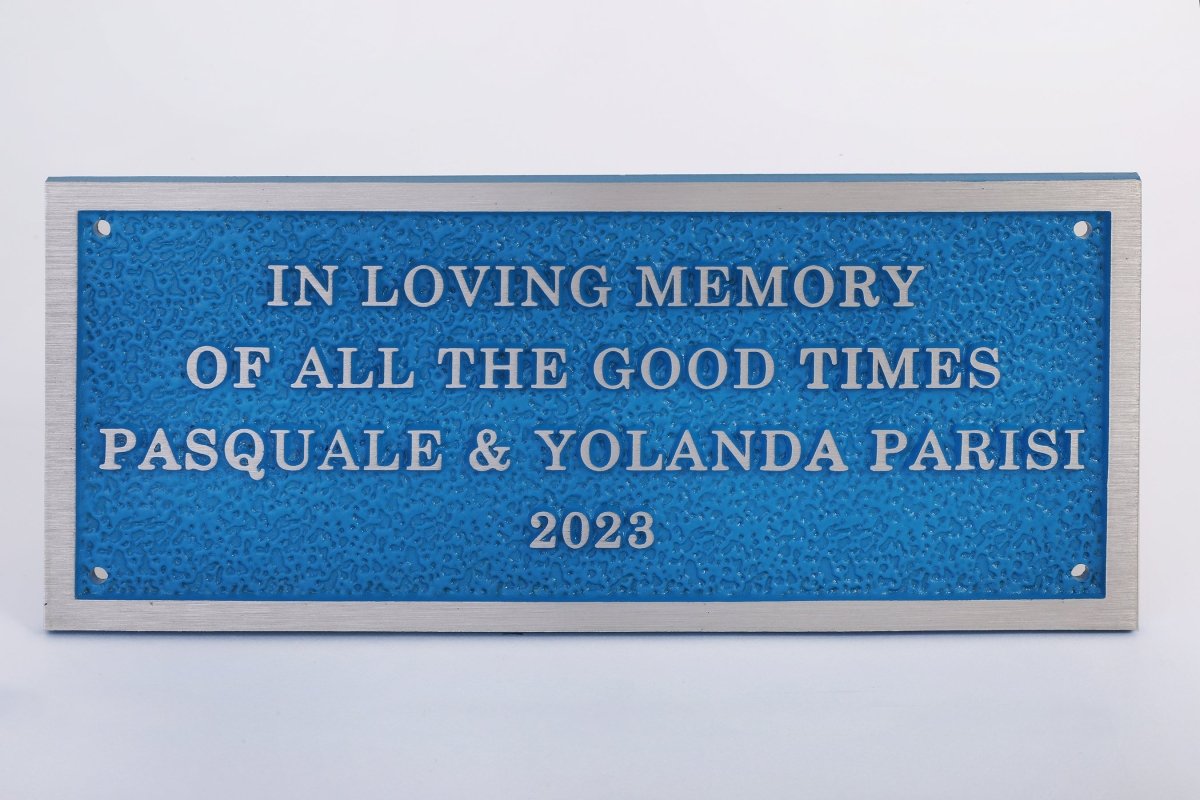 IN LOVING MEMORY
OF ALL THE GOOD TIMES
PASQUALE & YOLANDA PARISI
2023